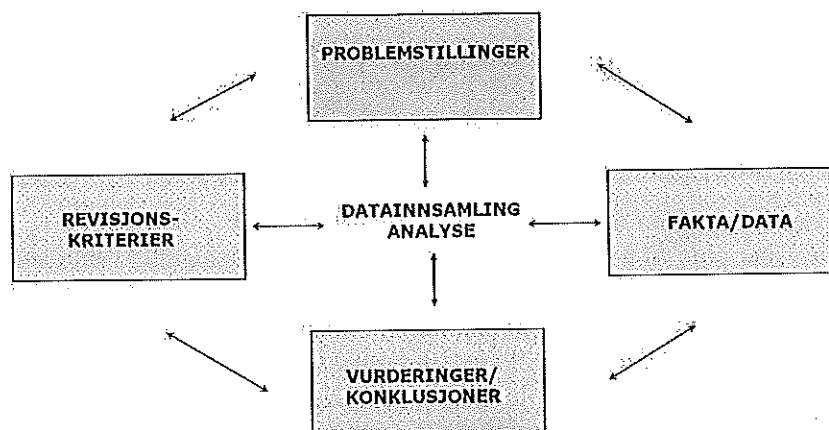 PROBLEMSTILLINGER
REVISJONS-
KRITERIER
DATAINNSAMLING
ANALYSE
FAKTA/DATA
VURDERINGER/
KONKLUSJONER